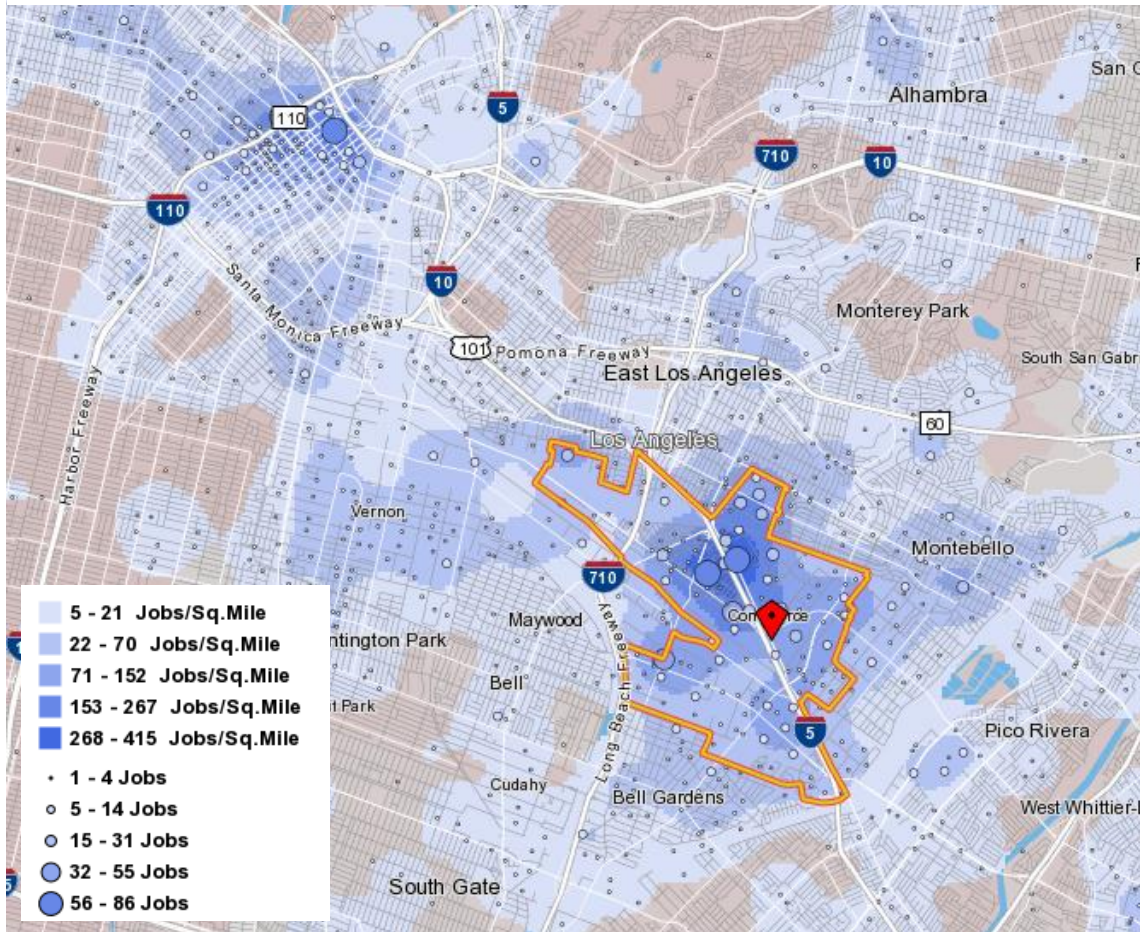 110
5
Alhambra
San G
710
10
110
Santa Monica Freeway
10
Monterey Park
101
Pomona Freeway
South San Gabr
East Los Angeles
60
Los Angeles
Harbor Freeway
Vernon
Montebello
710
Maywood
ntington Park
Bell
Park
Long Beach Freeway
5
Pico Rivera
Cudahy
Bell Gardens
West Whittier-
South Gate
5 - 21 Jobs/Sq.Mile
22 - 70 Jobs/Sq.Mile
71 - 152 Jobs/Sq.Mile
153 - 267 Jobs/Sq.Mile
268 - 415 Jobs/Sq.Mile
1 - 4 Jobs
5 - 14 Jobs
15 - 31 Jobs
32 - 55 Jobs
56 - 86 Jobs